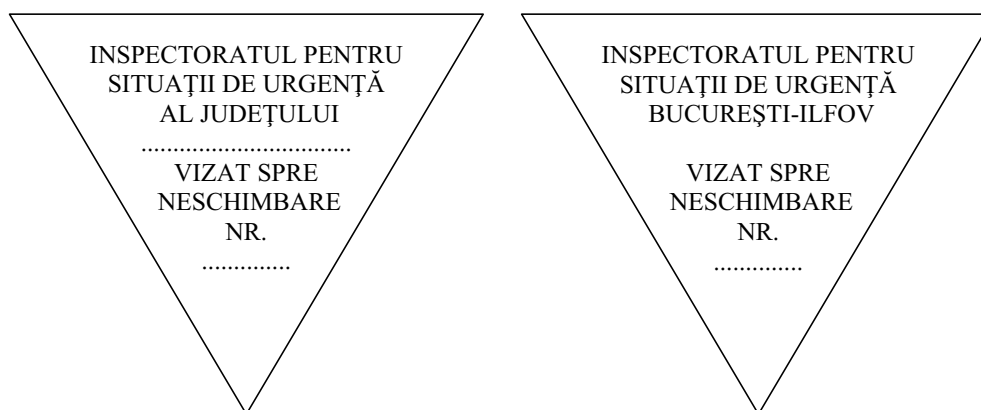 INSPECTORATUL PENTRU
SITUAŢII DE URGENŢĂ
AL JUDEŢULUI
.................................
VIZAT SPRE
NESCHIMBARE
NR.
..............
INSPECTORATUL PENTRU
SITUAŢII DE URGENŢĂ
BUCUREŞTI-ILFOV
VIZAT SPRE
NESCHIMBARE
NR.
..............